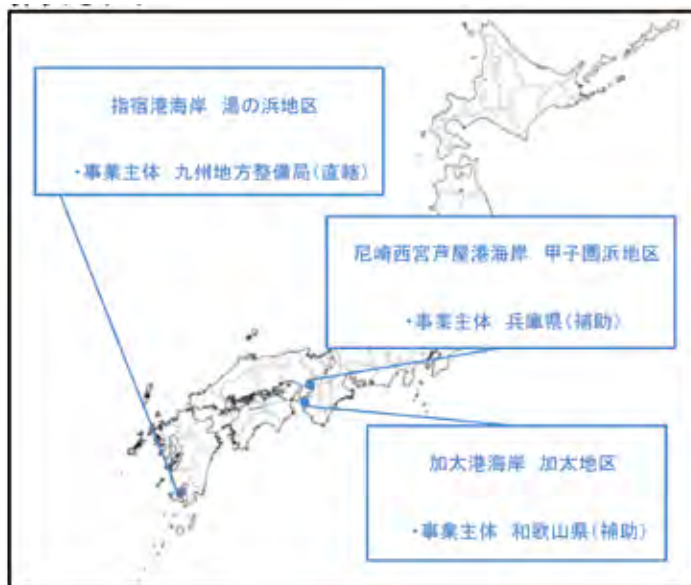 指宿港海岸 湯の浜地区
・事業主体 九州地方整備局(直轄)
尼崎西宮芦屋港海岸 甲子園浜地区
・事業主体 兵庫県(補助)
加太港海岸 加太地区
・事業主体 和歌山県(補助)